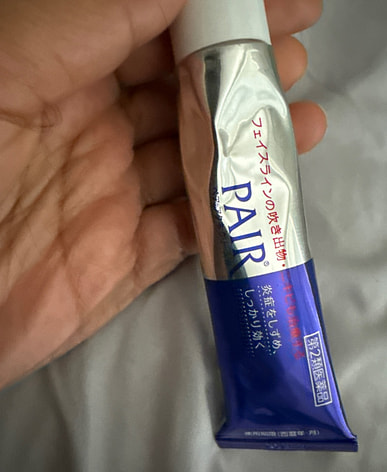 フェイスラインの吹き出物・
PAIR®
炎症をしずめ、
しっかり効く
第2類医薬品